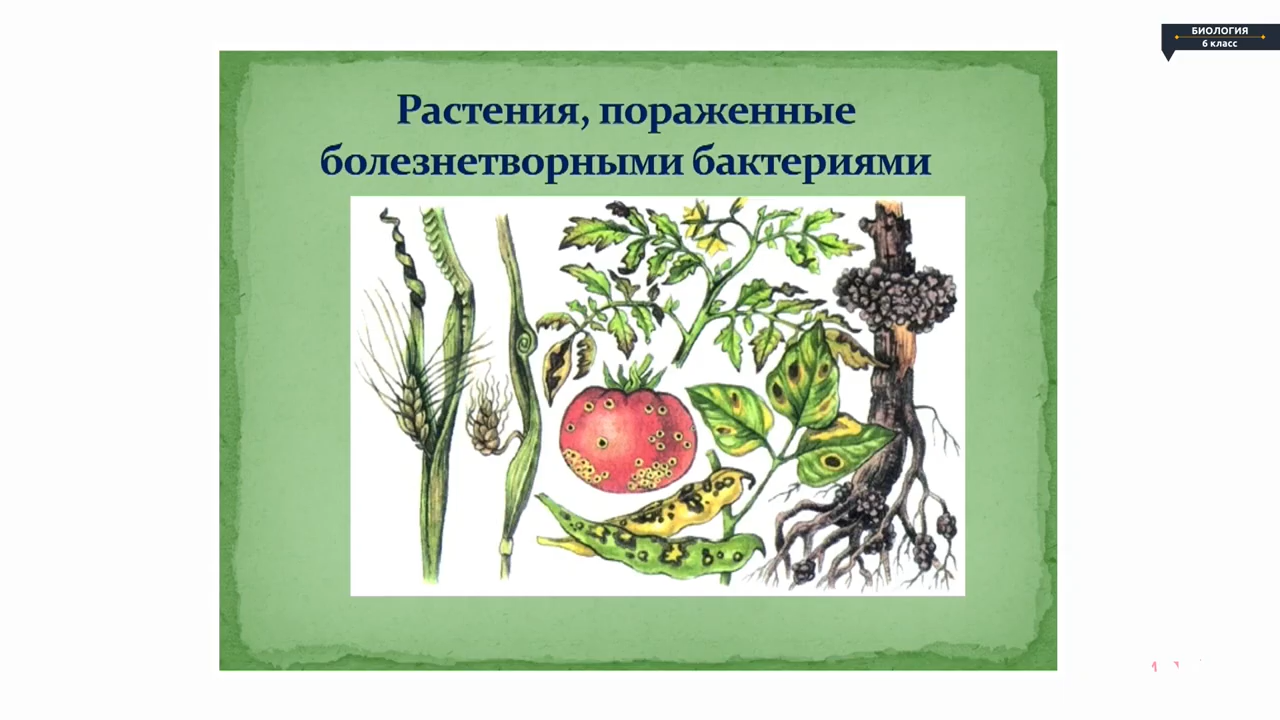 БИОЛОГИЯ
6 класс
Растения, пораженные
болезнетворными бактериями